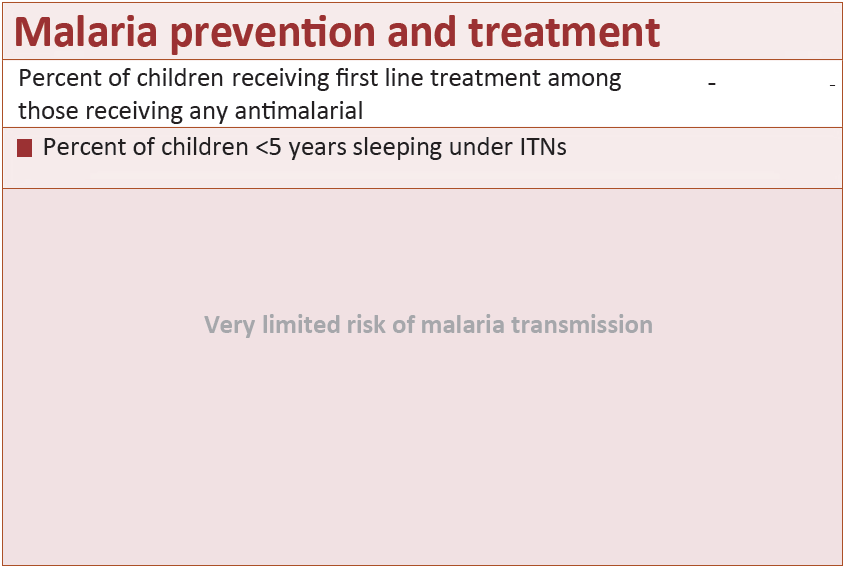 Malaria prevention and treatment
Percent of children receiving first line treatment among - -
those receiving any antimalarial
Percent of children <5 years sleeping under ITNs
Very limited risk of malaria transmission